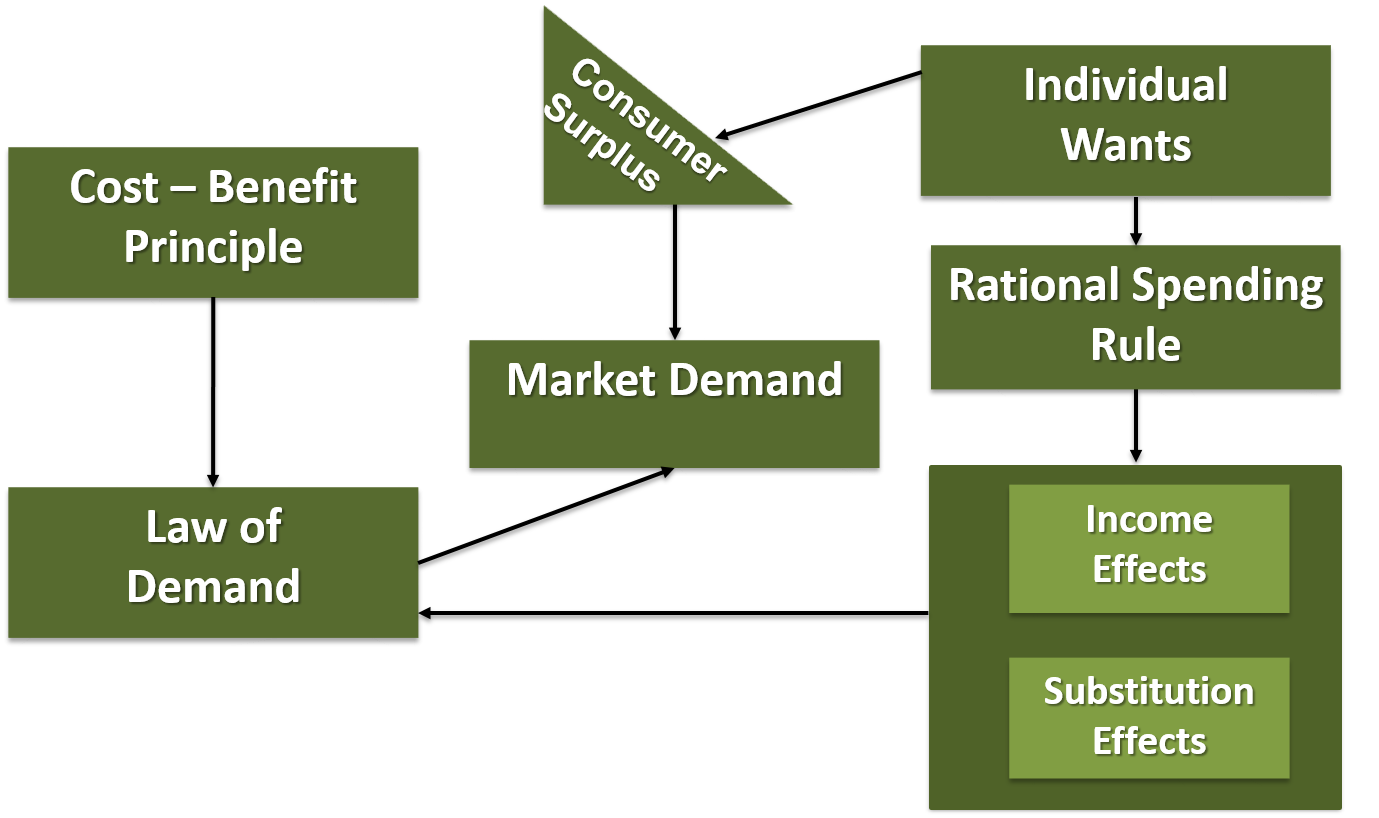 Consumer
Surplus
Individual
Wants
Cost – Benefit
Principle
Rational Spending
Rule
Market Demand
Law of
Demand
Income
Effects
Substitution
Effects